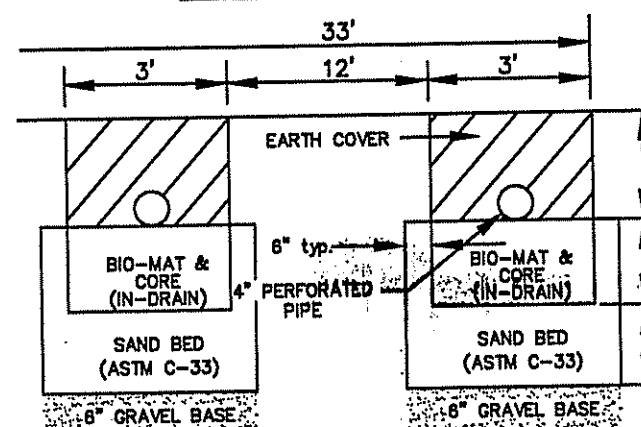 33'
3'
12'
3'
EARTH COVER
6" typ.
BIO-MAT &
CORE
(IN-DRAIN)
4" PERFORATED
PIPE
BIO-MAT &
CORE
(IN-DRAIN)
SAND BED
(ASTM C-33)
SAND BED
(ASTM C-33)
6" GRAVEL BASE
6" GRAVEL BASE